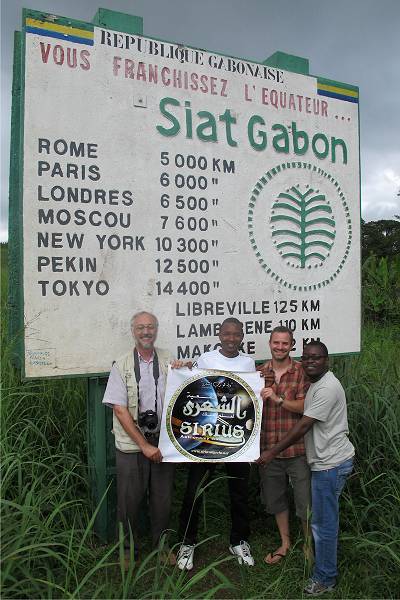 REPUBLIQUE GABONAISE
VOUS FRANCHISSEZ L'EQUATEUR...
Siat Gabon
ROME 5 000 KM
PARIS 6 000 "
LONDRES 6 500 "
MOSCOU 7 600 "
NEW YORK 10 300 "
PEKIN 12 500 "
TOKYO 14 400 "
LIBREVILLE 125 KM
KM
الشعرى
SIRIUS